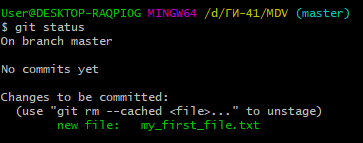 User@DESKTOP-RAQPIOG MINGW64 /d/ГИ-41/MDV (master)
$ git status
On branch master
No commits yet
Changes to be committed:
(use "git rm --cached <file>..." to unstage)
new file: my_first_file.txt